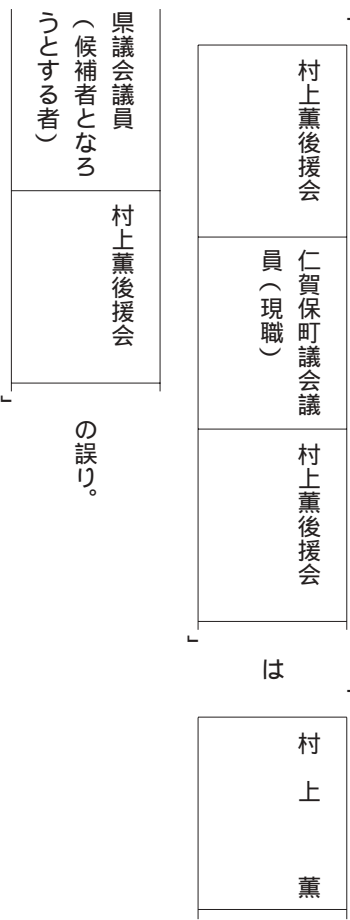 「
村上薫後援会
仁賀保町議会議
員(現職)
村上薫後援会
」
は
「
村上 薫
県議会議員
(候補者となろ
うとする者)
村上薫後援会
」
の誤り。